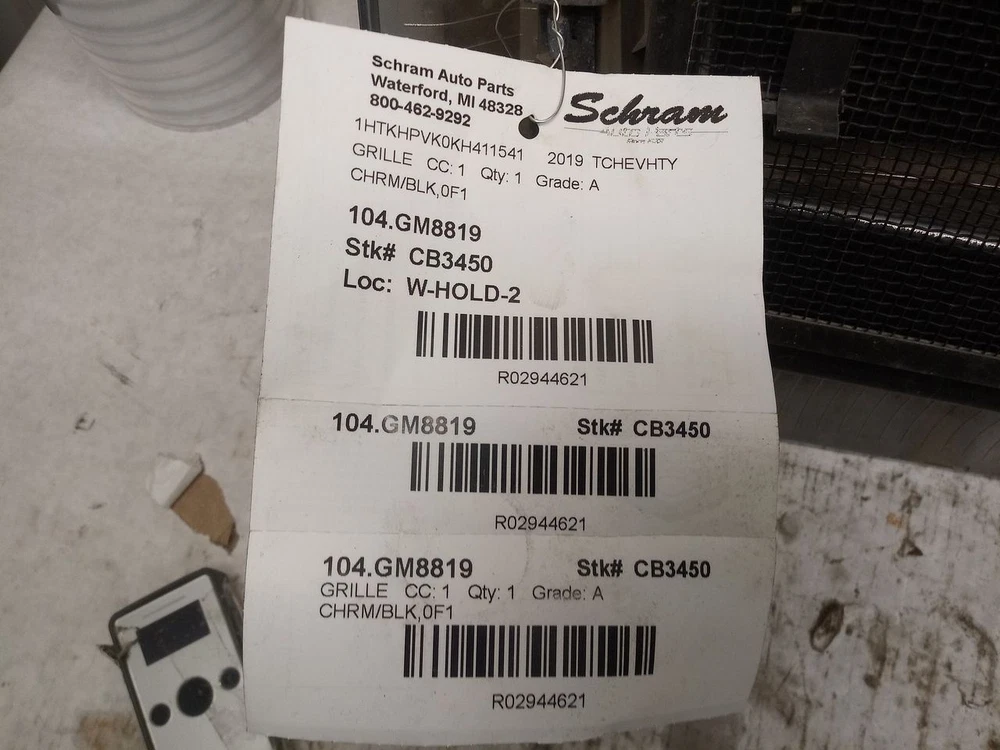 Schram Auto Parts
Waterford, MI 48328
800-462-9292
Schram
AUTO PARTS
1HTKHPVK0KH411541 2019 TCHEVHTY
GRILLE CC: 1 Qty: 1 Grade: A
CHRM/BLK,0F1
104.GM8819
Stk# CB3450
Loc: W-HOLD-2
R02944621
104.GM8819 Stk# CB3450
R02944621
104.GM8819 Stk# CB3450
GRILLE CC: 1 Qty: 1 Grade: A
CHRM/BLK,0F1
R02944621